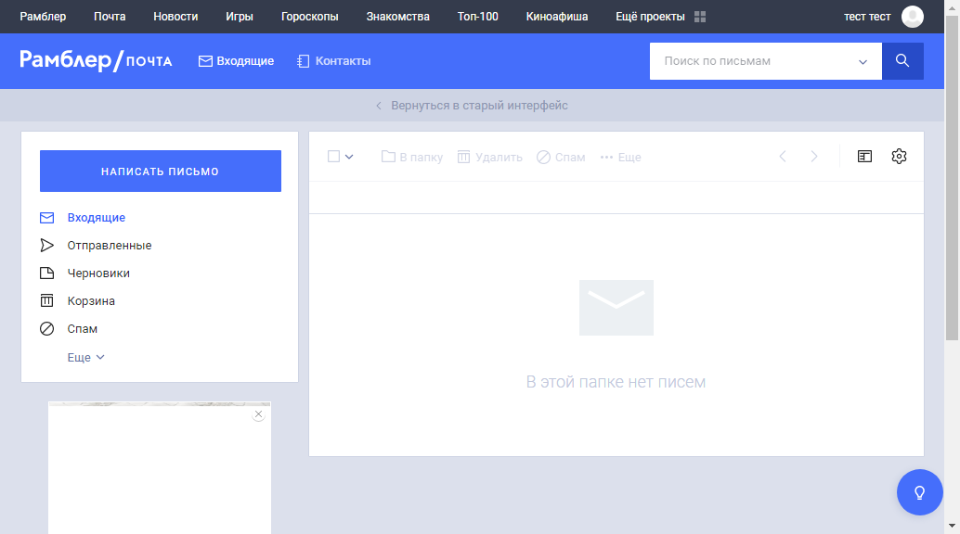 Рамблер Почта Новости Игры Гороскопы Знакомства Топ-100 Киноафиша Ещё проекты тест тест
Рамблер/почта Входящие Контакты Поиск по письмам
Вернуться в старый интерфейс
НАПИСАТЬ ПИСЬМО
Входящие
Отправленные
Черновики
Корзина
Спам
Еще
В папку Удалить Спам Еще
В этой папке нет писем